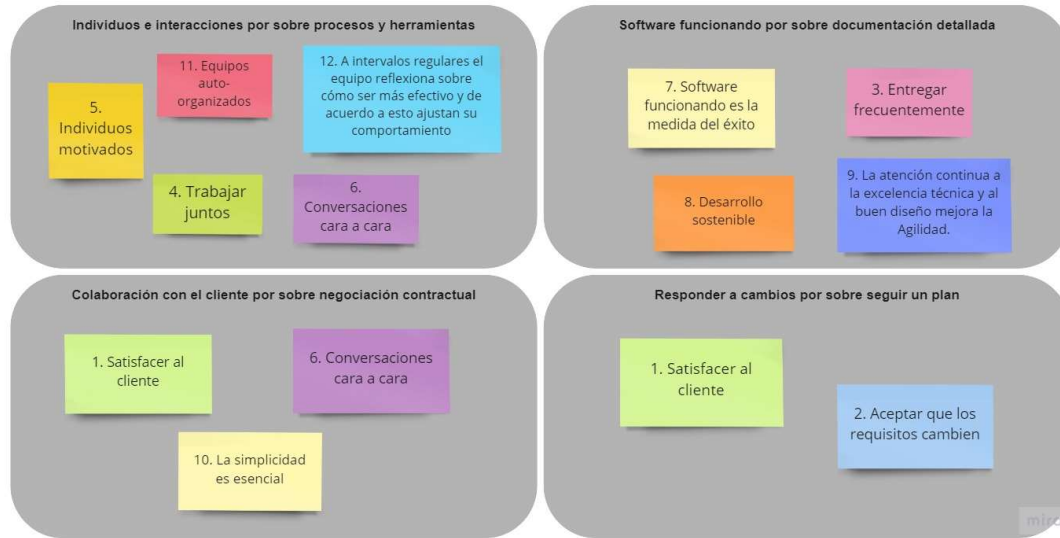 Individuos e interacciones por sobre procesos y herramientas
11. Equipos
auto-
organizados
12. A intervalos regulares el
equipo reflexiona sobre
cómo ser más efectivo y de
acuerdo a esto ajustan su
comportamiento
5.
Individuos
motivados
4. Trabajar
juntos
6.
Conversaciones
cara a cara
Software funcionando por sobre documentación detallada
7. Software
funcionando es la
medida del éxito
3. Entregar
frecuentemente
8. Desarrollo
sostenible
9. La atención continua a
la excelencia técnica y al
buen diseño mejora la
Agilidad.
Colaboración con el cliente por sobre negociación contractual
1. Satisfacer al
cliente
6. Conversaciones
cara a cara
10. La simplicidad
es esencial
Responder a cambios por sobre seguir un plan
1. Satisfacer al
cliente
2. Aceptar que los
requisitos cambien